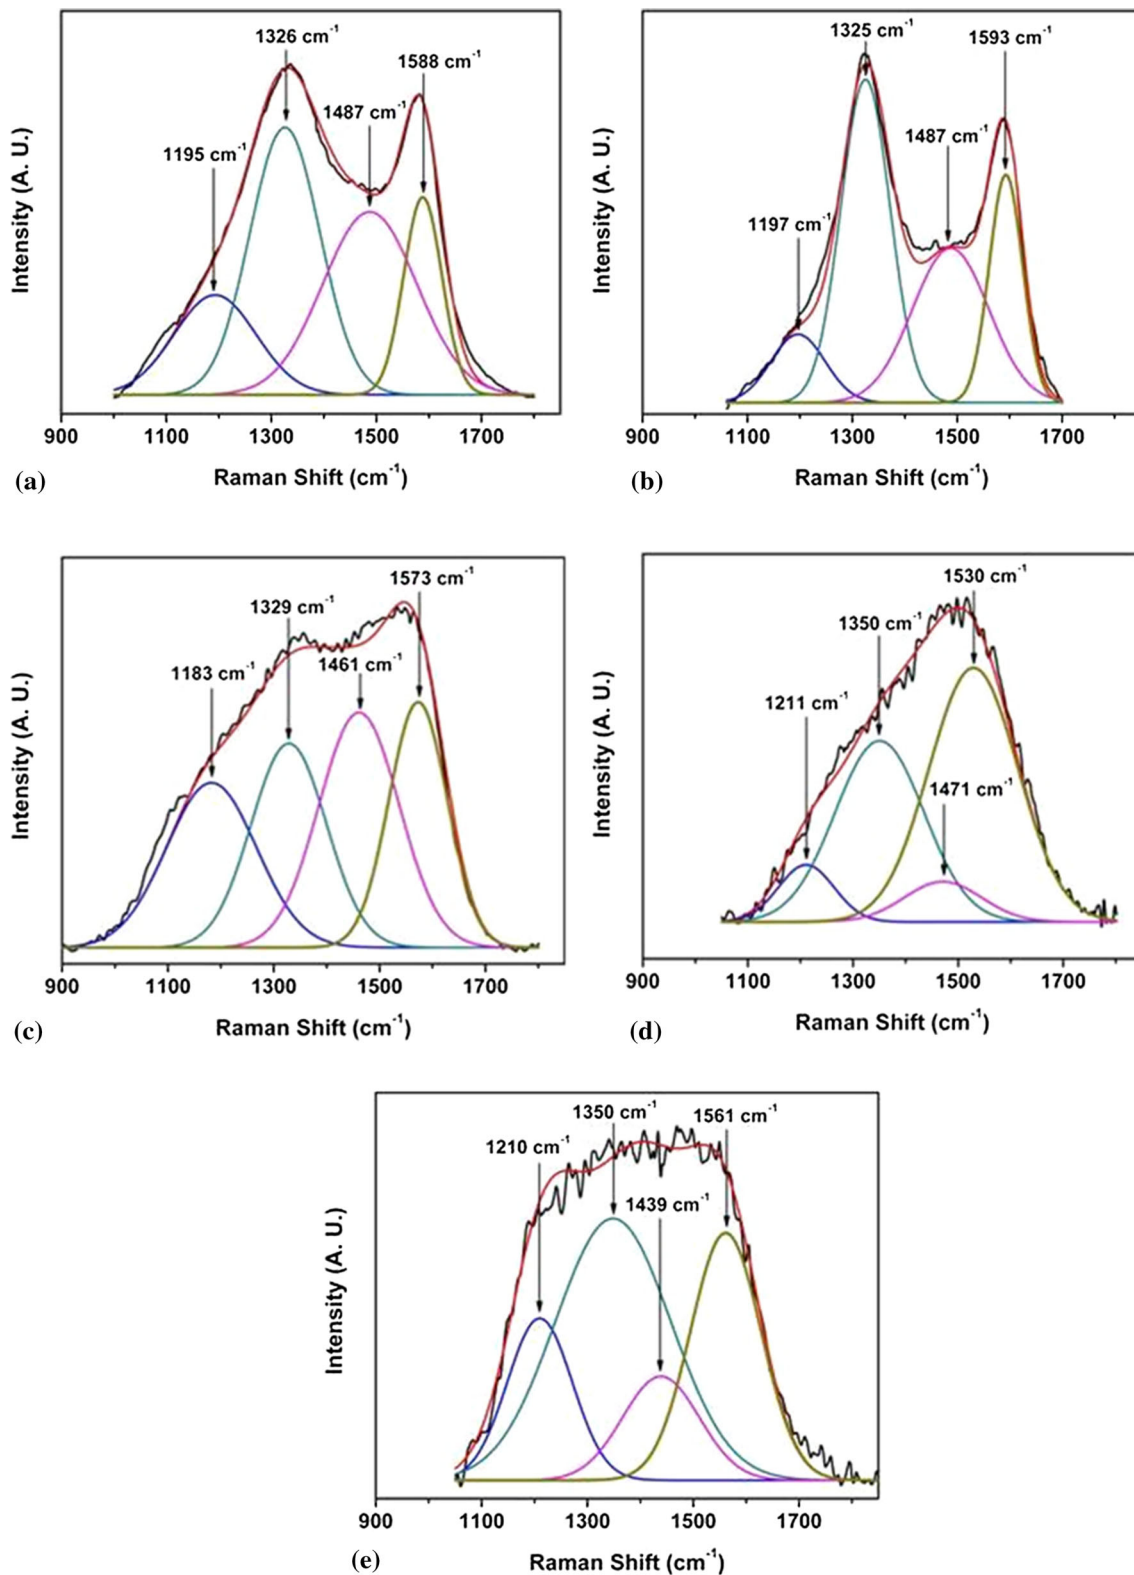 1326 cm⁻¹
1588 cm⁻¹
1487 cm⁻¹
1195 cm⁻¹
Intensity (A. U.)
900 1100 1300 1500 1700
Raman Shift (cm⁻¹)
(a)
1325 cm⁻¹
1593 cm⁻¹
1487 cm⁻¹
1197 cm⁻¹
Intensity (A. U.)
900 1100 1300 1500 1700
Raman Shift (cm⁻¹)
(b)
1573 cm⁻¹
1329 cm⁻¹
1461 cm⁻¹
1183 cm⁻¹
Intensity (A. U.)
900 1100 1300 1500 1700
Raman Shift (cm⁻¹)
(c)
1530 cm⁻¹
1350 cm⁻¹
1211 cm⁻¹
1471 cm⁻¹
Intensity (A. U.)
900 1100 1300 1500 1700
Raman Shift (cm⁻¹)
(d)
1350 cm⁻¹
1561 cm⁻¹
1210 cm⁻¹
1439 cm⁻¹
Intensity (A. U.)
900 1100 1300 1500 1700
Raman Shift (cm⁻¹)
(e)